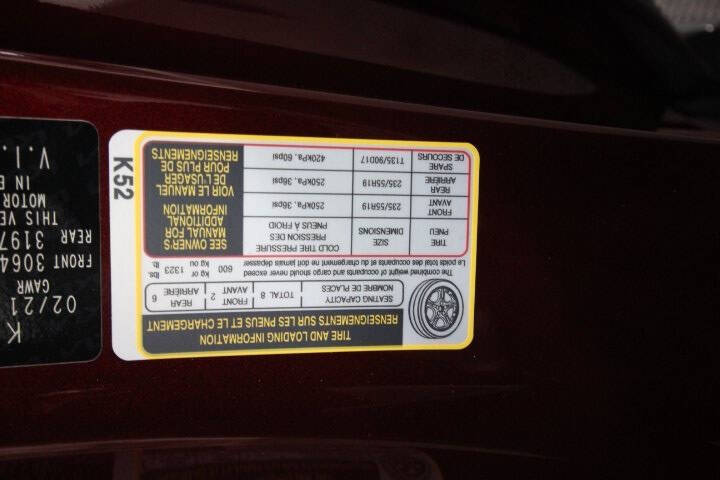 TIRE AND LOADING INFORMATION
RENSEIGNEMENTS SUR LES PNEUS ET LE CHARGEMENT
SEATING CAPACITY
NOMBRE DE PLACES
TOTAL 8
FRONT
AVANT
2
REAR
ARRIÈRE
6
The combined weight of occupants and cargo should never exceed
Le poids total des occupants et du chargement ne doit jamais dépasser
600 kg or ou 1323 lbs. lb.
TIRE
PNEU
SIZE
DIMENSIONS
COLD TIRE PRESSURE
PRESSION DES
PNEUS À FROID
SEE OWNER'S
MANUAL FOR
ADDITIONAL
INFORMATION
FRONT
AVANT
235/55R19
250kPa, 36psi
REAR
ARRIÈRE
235/55R19
250kPa, 36psi
VOIR LE MANUEL
DE L'USAGER
POUR PLUS DE
RENSEIGNEMENTS
SPARE
DE SECOURS
T135/90D17
420kPa, 60psi
K52
K
02/21
GAWR
FRONT 3064
REAR 3197
THIS VE
MOTOR
IN E
V.I.